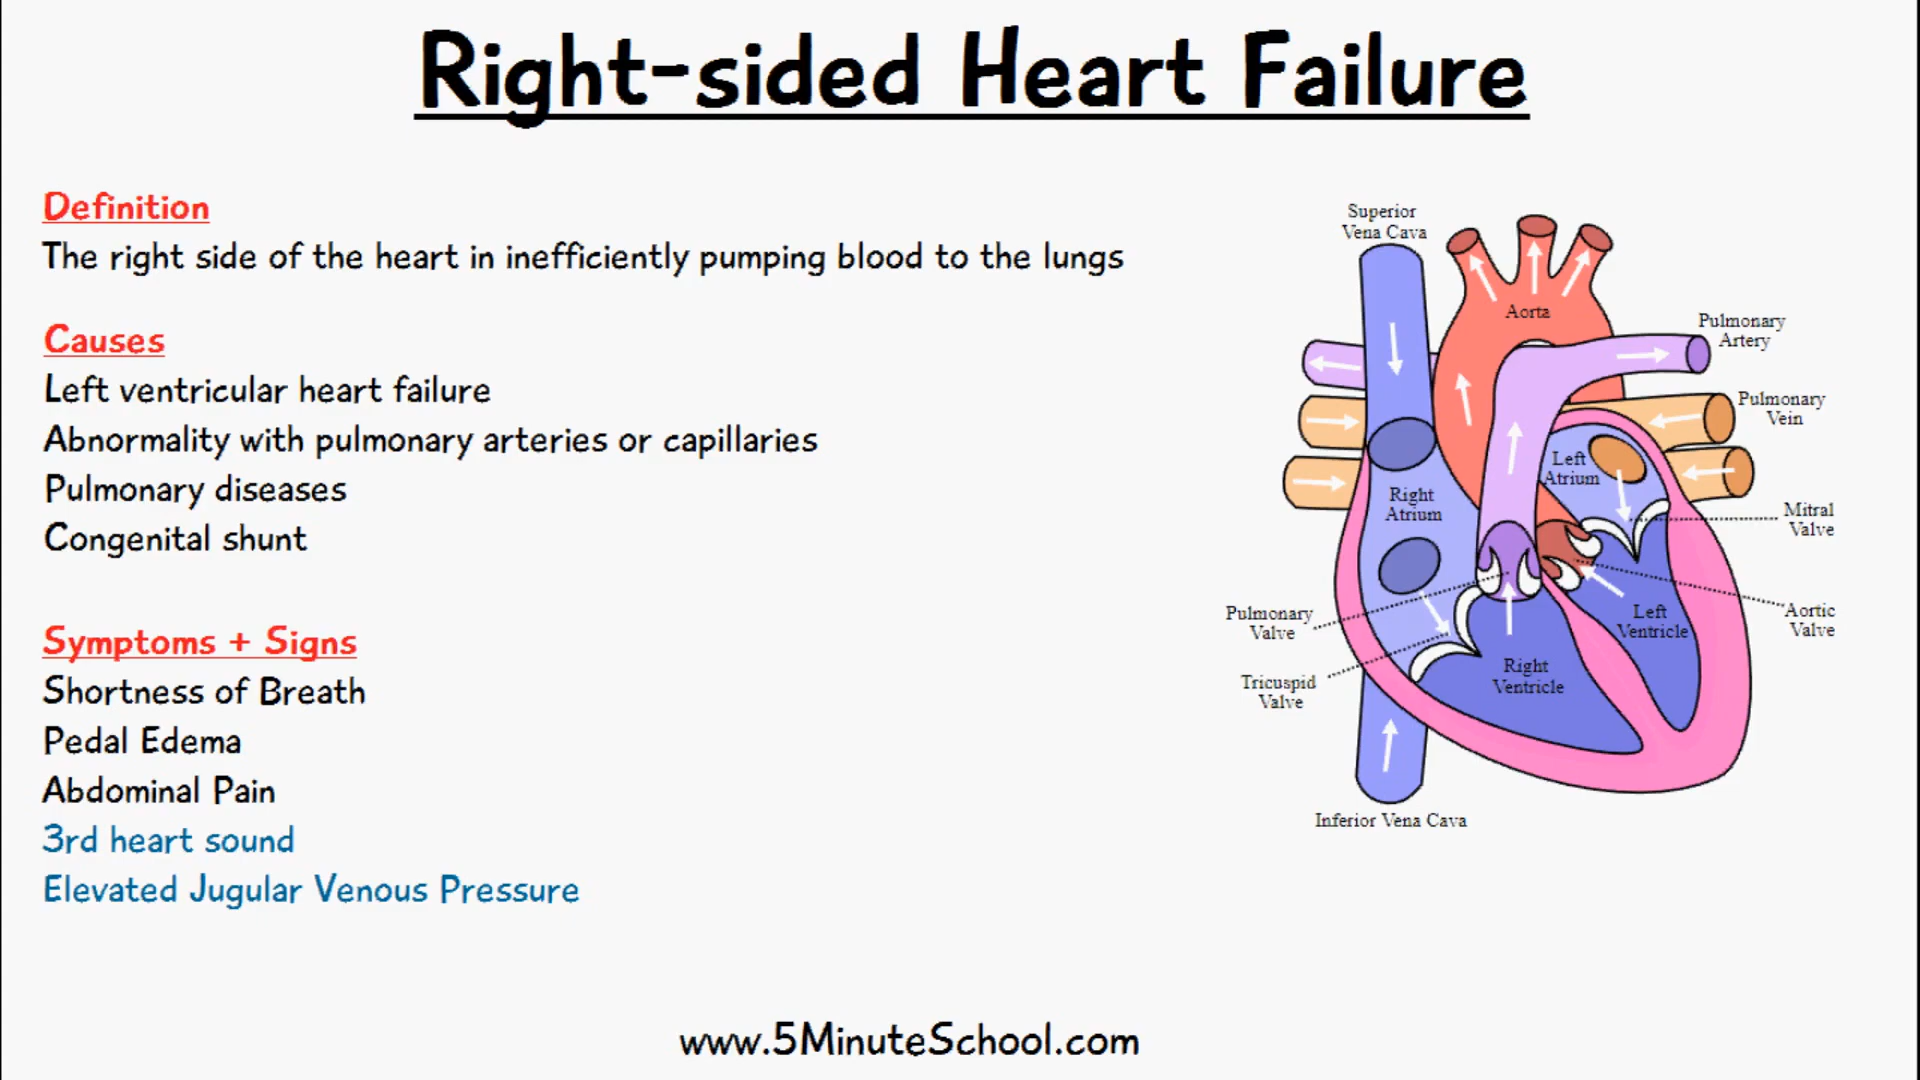 Right-sided Heart Failure
Definition
The right side of the heart in inefficiently pumping blood to the lungs
Causes
Left ventricular heart failure
Abnormality with pulmonary arteries or capillaries
Pulmonary diseases
Congenital shunt
Symptoms + Signs
Shortness of Breath
Pedal Edema
Abdominal Pain
3rd heart sound
Elevated Jugular Venous Pressure
Superior
Vena Cava
Aorta
Pulmonary
Artery
Pulmonary
Vein
Left
Atrium
Right
Atrium
Mitral
Valve
Pulmonary
Valve
Left
Ventricle
Aortic
Valve
Tricuspid
Valve
Right
Ventricle
Inferior Vena Cava
www.5MinuteSchool.com